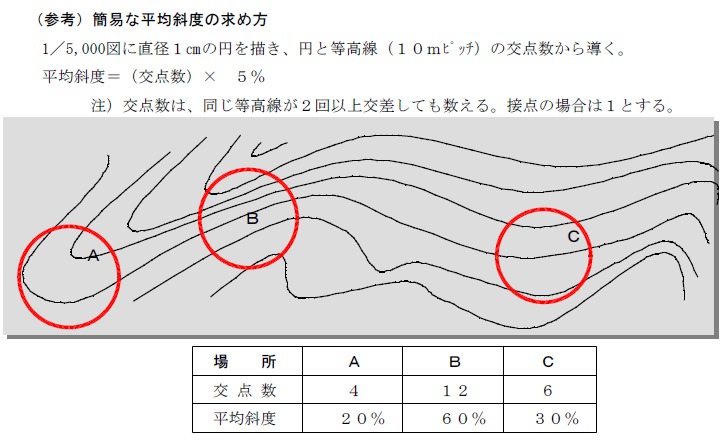 (参考)簡易な平均斜度の求め方
1/5,000図に直径1㎝の円を描き、円と等高線(10mﾋﾟｯﾁ)の交点数から導く。
平均斜度=(交点数)× 5%
注)交点数は、同じ等高線が2回以上交差しても数える。接点の場合は1とする。
A
B
C
場 所 A B C
交 点 数 4 12 6
平均斜度 20% 60% 30%